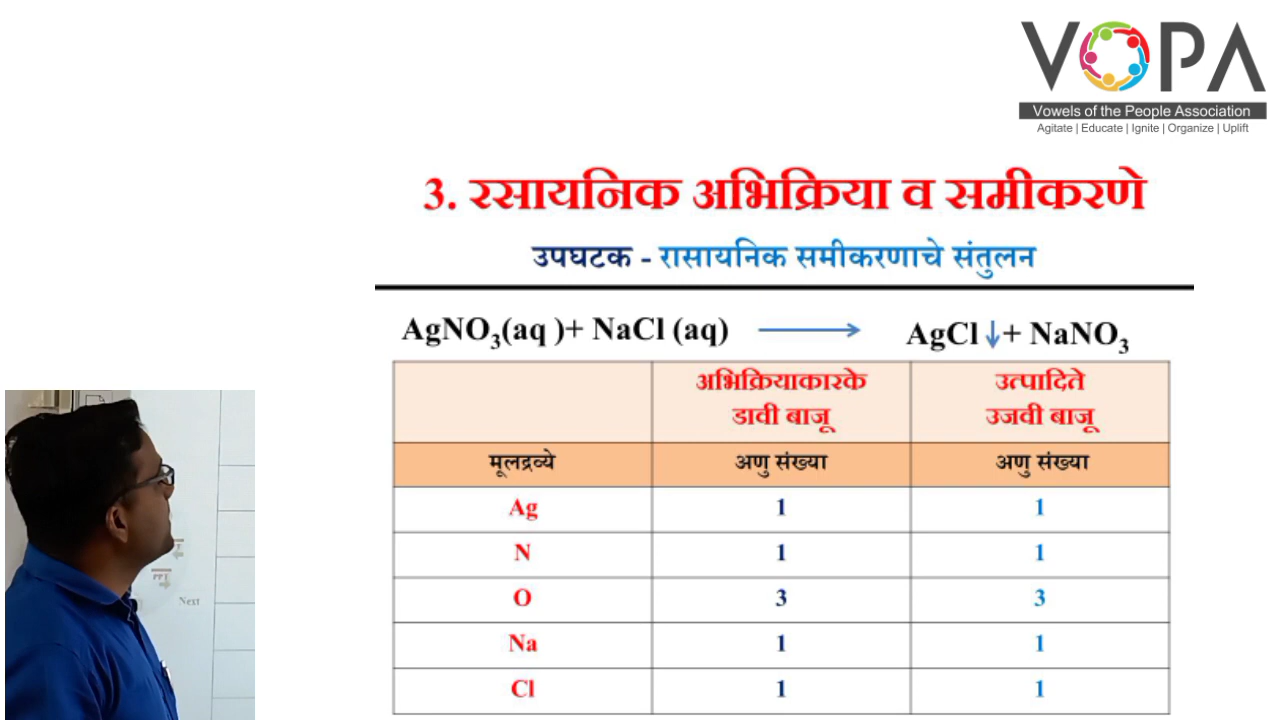 VOPA
Vowels of the People Association
Agitate | Educate | Ignite | Organize | Uplift
3. रसायनिक अभिक्रिया व समीकरणे
उपघटक - रासायनिक समीकरणाचे संतुलन
AgNO₃(aq )+ NaCl (aq) ⟶ AgCl ↓+ NaNO₃
अभिक्रियाकारके डावी बाजू उत्पादिते उजवी बाजू
मूलद्रव्ये अणु संख्या अणु संख्या
Ag 1 1
N 1 1
O 3 3
Na 1 1
Cl 1 1
PPT
Next